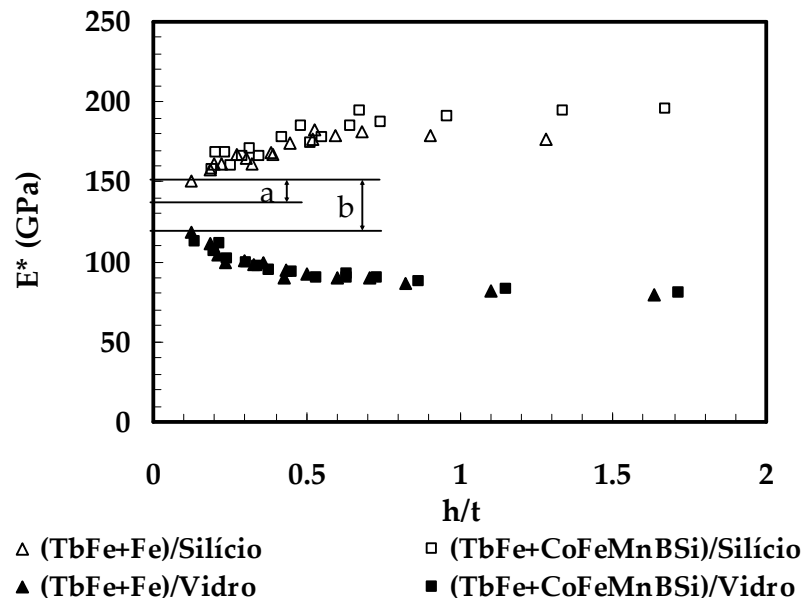 250
200
150
100
50
0
E* (GPa)
a
b
0 0.5 1 1.5 2
h/t
(TbFe+Fe)/Silício (TbFe+CoFeMnBSi)/Silício
(TbFe+Fe)/Vidro (TbFe+CoFeMnBSi)/Vidro